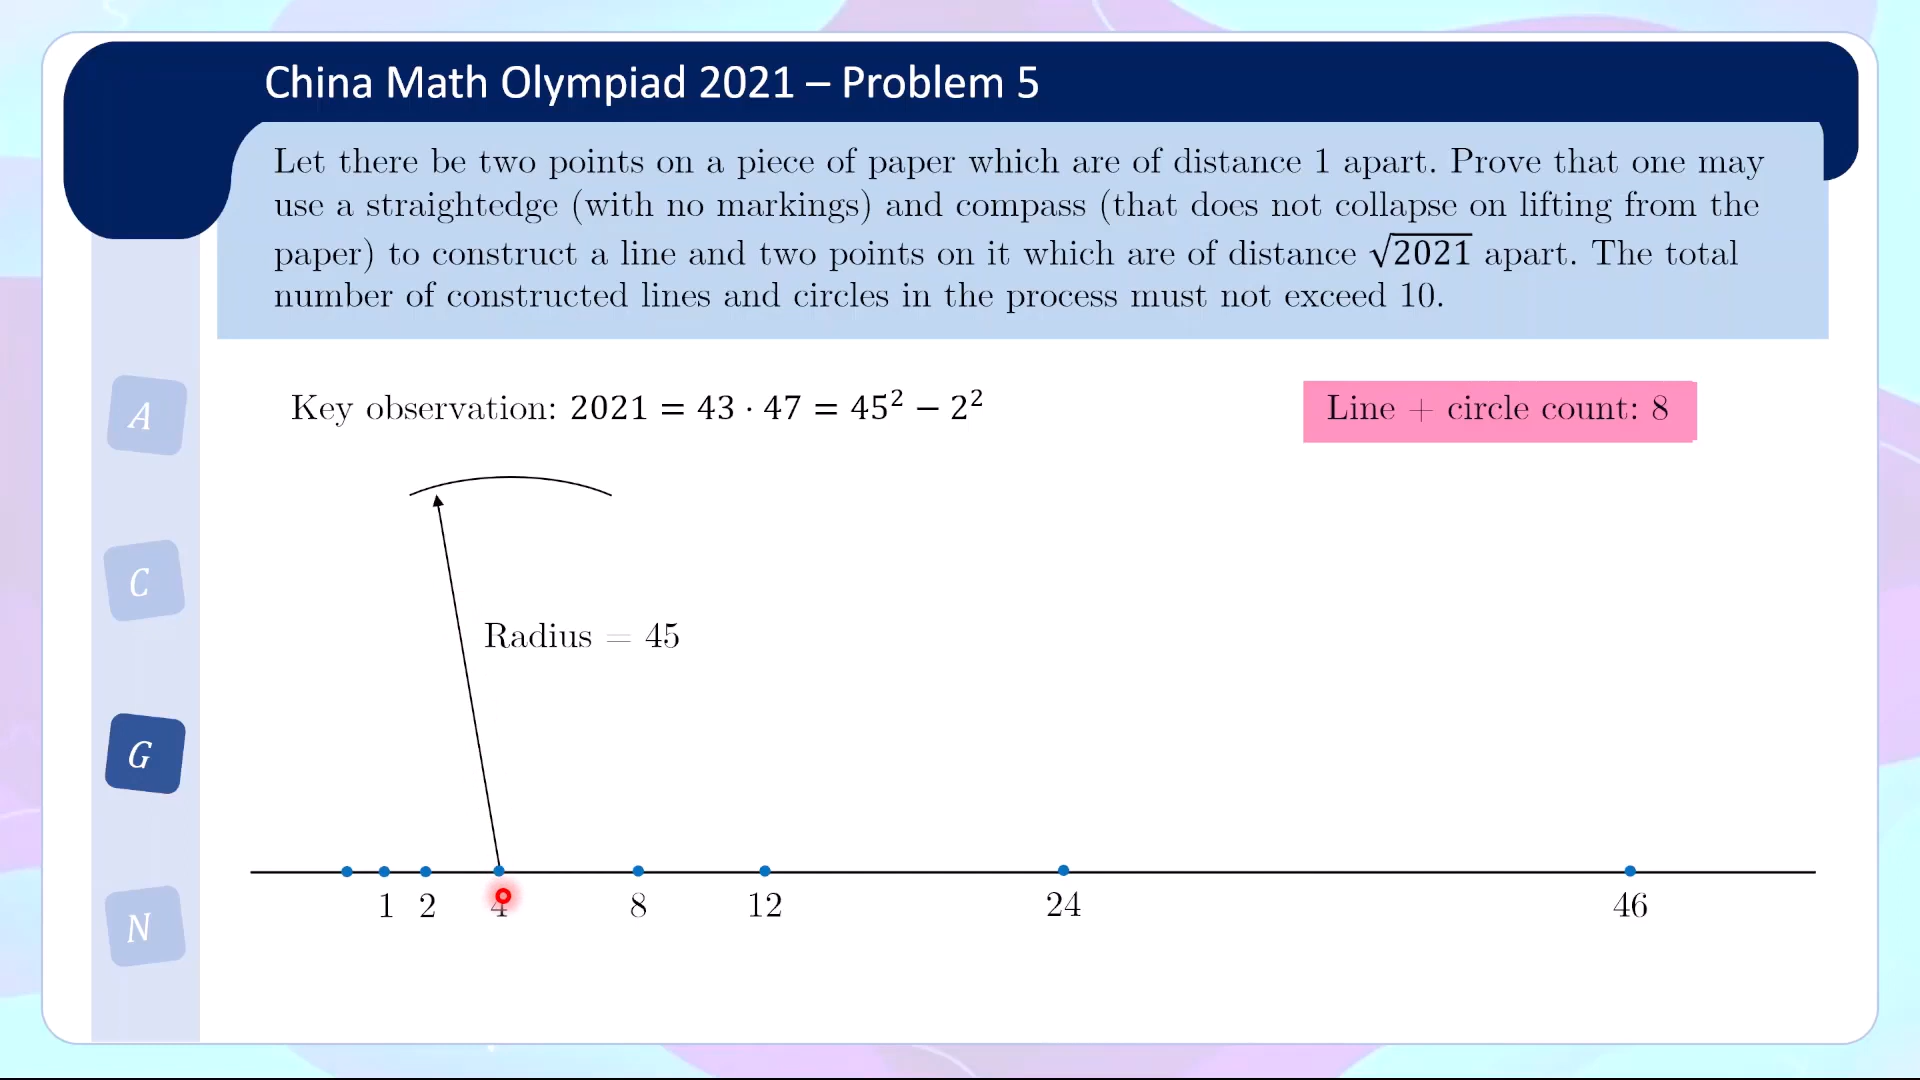 China Math Olympiad 2021 – Problem 5
Let there be two points on a piece of paper which are of distance 1 apart. Prove that one may
use a straightedge (with no markings) and compass (that does not collapse on lifting from the
paper) to construct a line and two points on it which are of distance √2021 apart. The total
number of constructed lines and circles in the process must not exceed 10.
Key observation: 2021 = 43 · 47 = 45² − 2²
Line + circle count: 8
A
C
Radius = 45
G
1 2 4 8 12 24 46
N